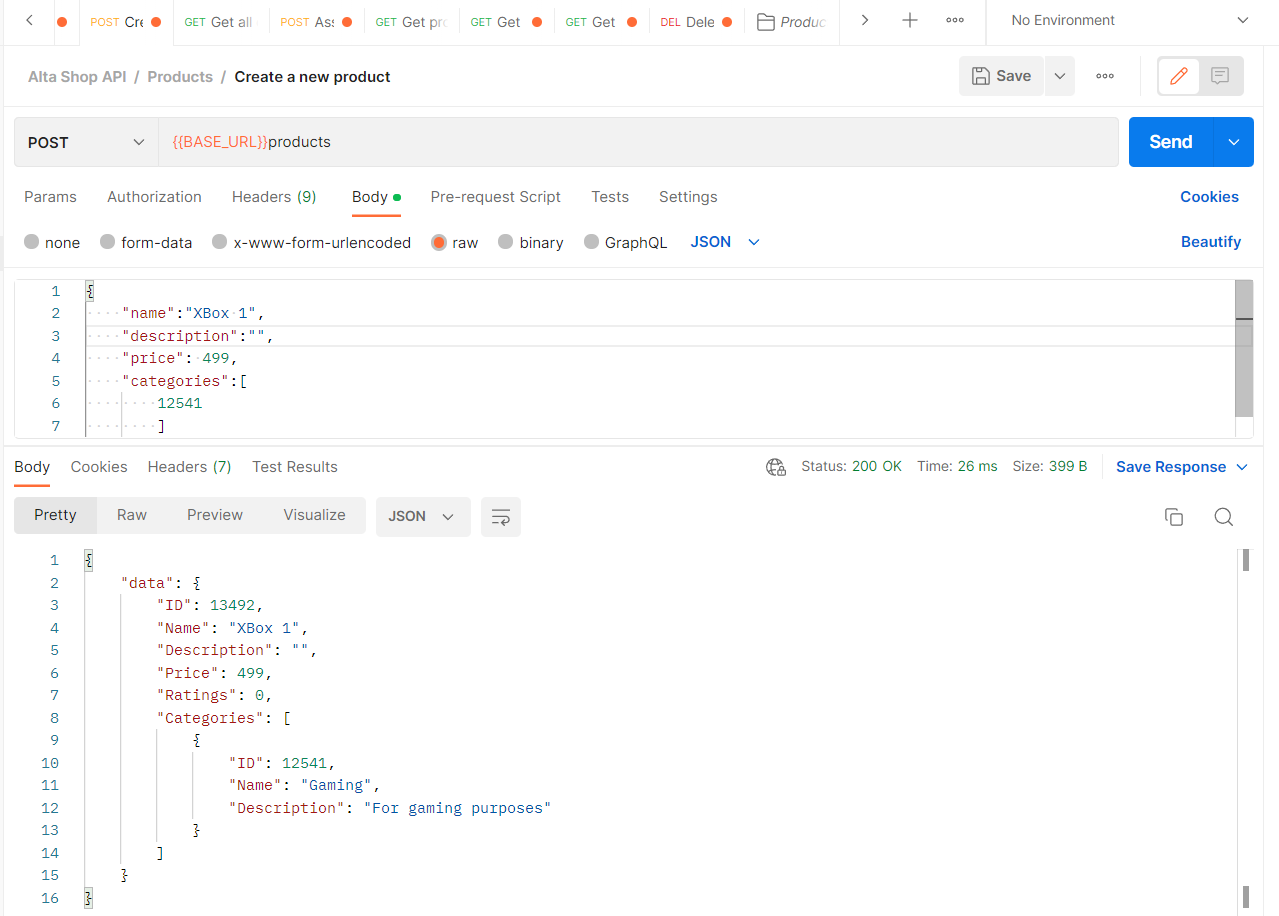 POST Cre GET Get all POST Ass GET Get pro GET Get GET Get DEL Dele Produc No Environment
Alta Shop API / Products / Create a new product Save
POST {{BASE_URL}}products Send
Params Authorization Headers (9) Body Pre-request Script Tests Settings Cookies
none form-data x-www-form-urlencoded raw binary GraphQL JSON Beautify
1 {
2 "name":"XBox 1",
3 "description":"",
4 "price": 499,
5 "categories":[
6 12541
7 ]
Body Cookies Headers (7) Test Results Status: 200 OK Time: 26 ms Size: 399 B Save Response
Pretty Raw Preview Visualize JSON
1 {
2 "data": {
3 "ID": 13492,
4 "Name": "XBox 1",
5 "Description": "",
6 "Price": 499,
7 "Ratings": 0,
8 "Categories": [
9 {
10 "ID": 12541,
11 "Name": "Gaming",
12 "Description": "For gaming purposes"
13 }
14 ]
15 }
16 }